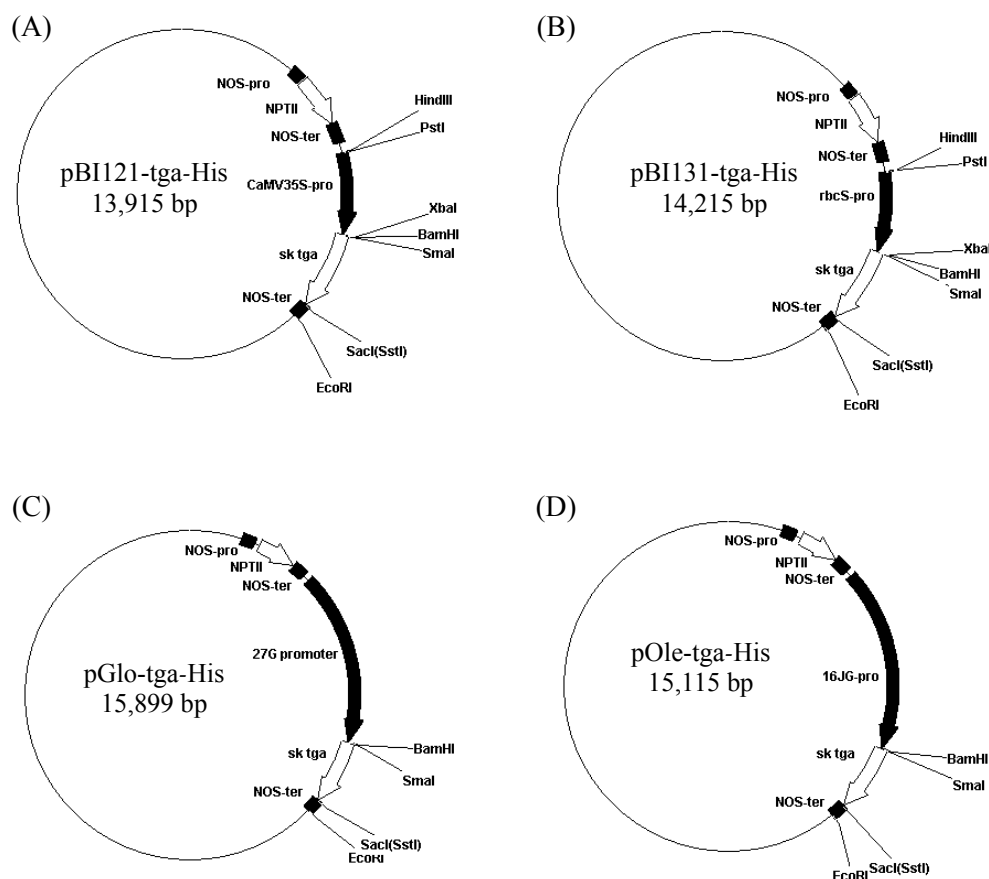 (A)
NOS-pro
NPTII
NOS-ter
HindIII
PstI
pBI121-tga-His
13,915 bp
CaMV35S-pro
XbaI
BamHI
SmaI
sk tga
NOS-ter
SacI(SstI)
EcoRI
(B)
NOS-pro
NPTII
NOS-ter
HindIII
PstI
pBI131-tga-His
14,215 bp
rbcS-pro
XbaI
BamHI
SmaI
sk tga
NOS-ter
SacI(SstI)
EcoRI
(C)
NOS-pro
NPTII
NOS-ter
27G promoter
pGlo-tga-His
15,899 bp
sk tga
BamHI
SmaI
NOS-ter
SacI(SstI)
EcoRI
(D)
NOS-pro
NPTII
NOS-ter
pOle-tga-His
15,115 bp
16JG-pro
sk tga
BamHI
SmaI
NOS-ter
SacI(SstI)
EcoRI